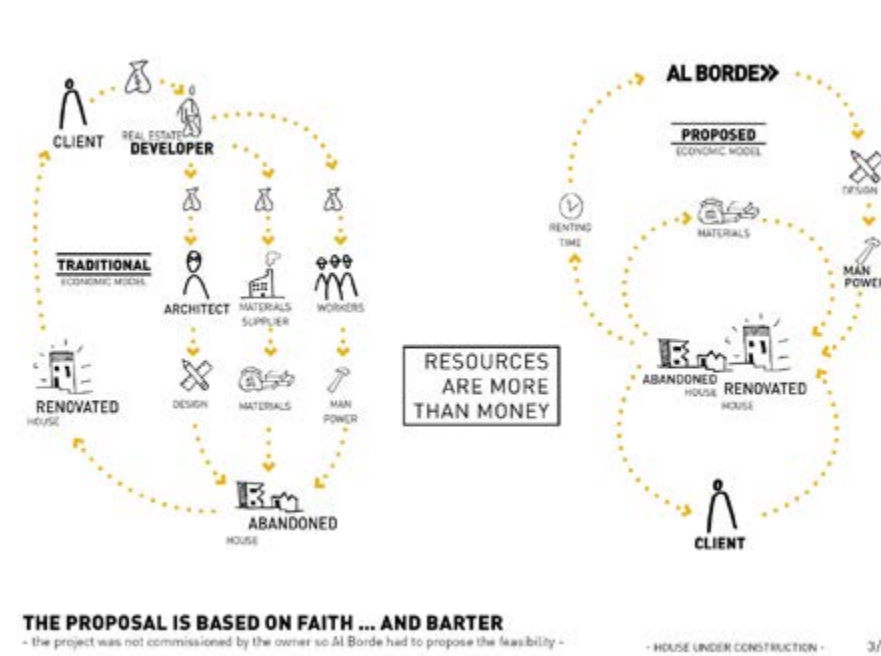 CLIENT
REAL ESTATE
DEVELOPER
TRADITIONAL
ECONOMIC MODEL
ARCHITECT
MATERIALS
SUPPLIER
WORKERS
RENOVATED
HOUSE
DESIGN
MATERIALS
MAN
POWER
ABANDONED
HOUSE
RESOURCES
ARE MORE
THAN MONEY
AL BORDE»
PROPOSED
ECONOMIC MODEL
DESIGN
MATERIALS
RENTING
TIME
MAN
POWER
ABANDONED
HOUSE
RENOVATED
HOUSE
CLIENT
THE PROPOSAL IS BASED ON FAITH ... AND BARTER
- the project was not commissioned by the owner so Al Borde had to propose the feasibility -
- HOUSE UNDER CONSTRUCTION -
3/